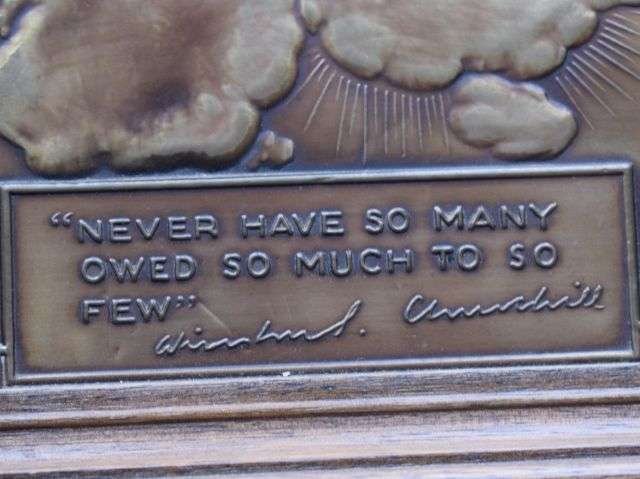 “NEVER HAVE SO MANY
OWED SO MUCH TO SO
FEW”
Winston S. Churchill